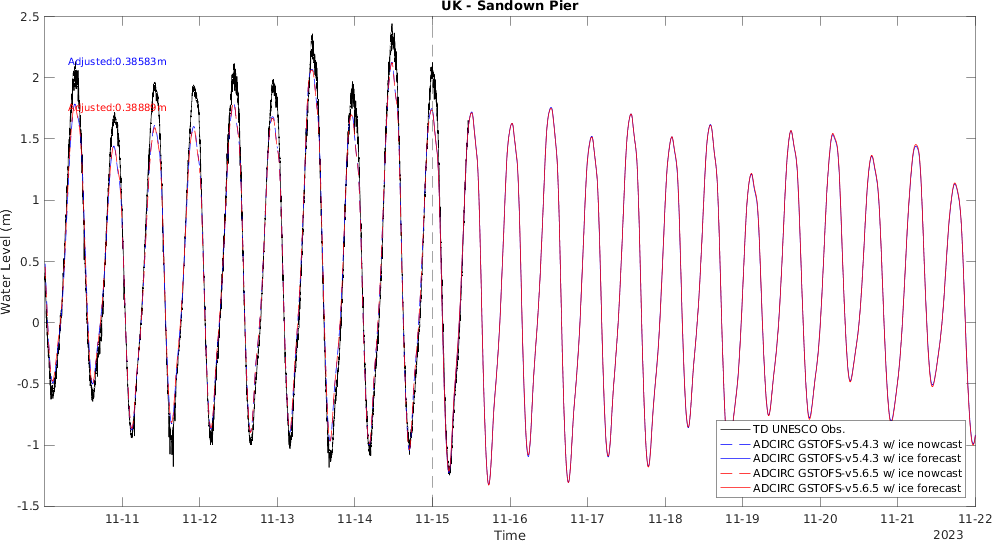 UK - Sandown Pier
2.5
2
1.5
1
0.5
0
-0.5
-1
-1.5
Water Level (m)
Adjusted:0.38583m
Adjusted:0.38889m
TD UNESCO Obs.
ADCIRC GSTOFS-v5.4.3 w/ ice nowcast
ADCIRC GSTOFS-v5.4.3 w/ ice forecast
ADCIRC GSTOFS-v5.6.5 w/ ice nowcast
ADCIRC GSTOFS-v5.6.5 w/ ice forecast
11-11 11-12 11-13 11-14 11-15 11-16 11-17 11-18 11-19 11-20 11-21 11-22
Time
2023